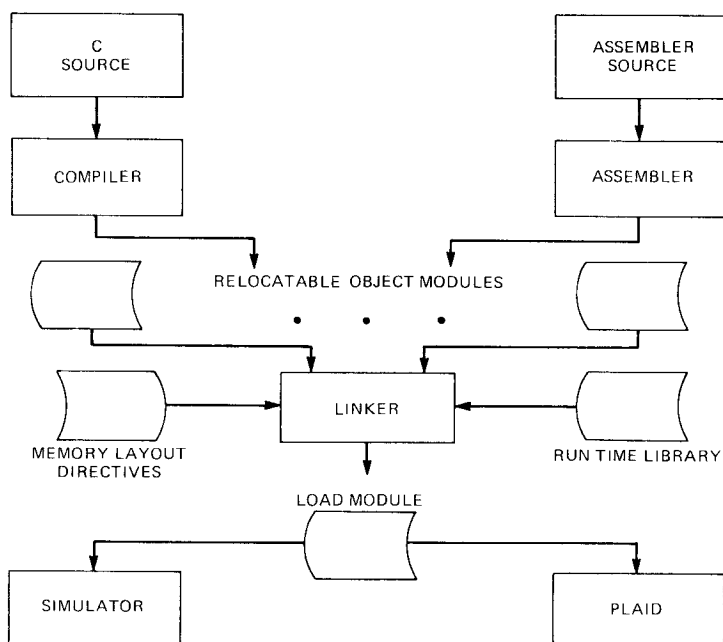 C
SOURCE
ASSEMBLER
SOURCE
COMPILER
ASSEMBLER
RELOCATABLE OBJECT MODULES
LINKER
MEMORY LAYOUT
DIRECTIVES
RUN TIME LIBRARY
LOAD MODULE
SIMULATOR
PLAID